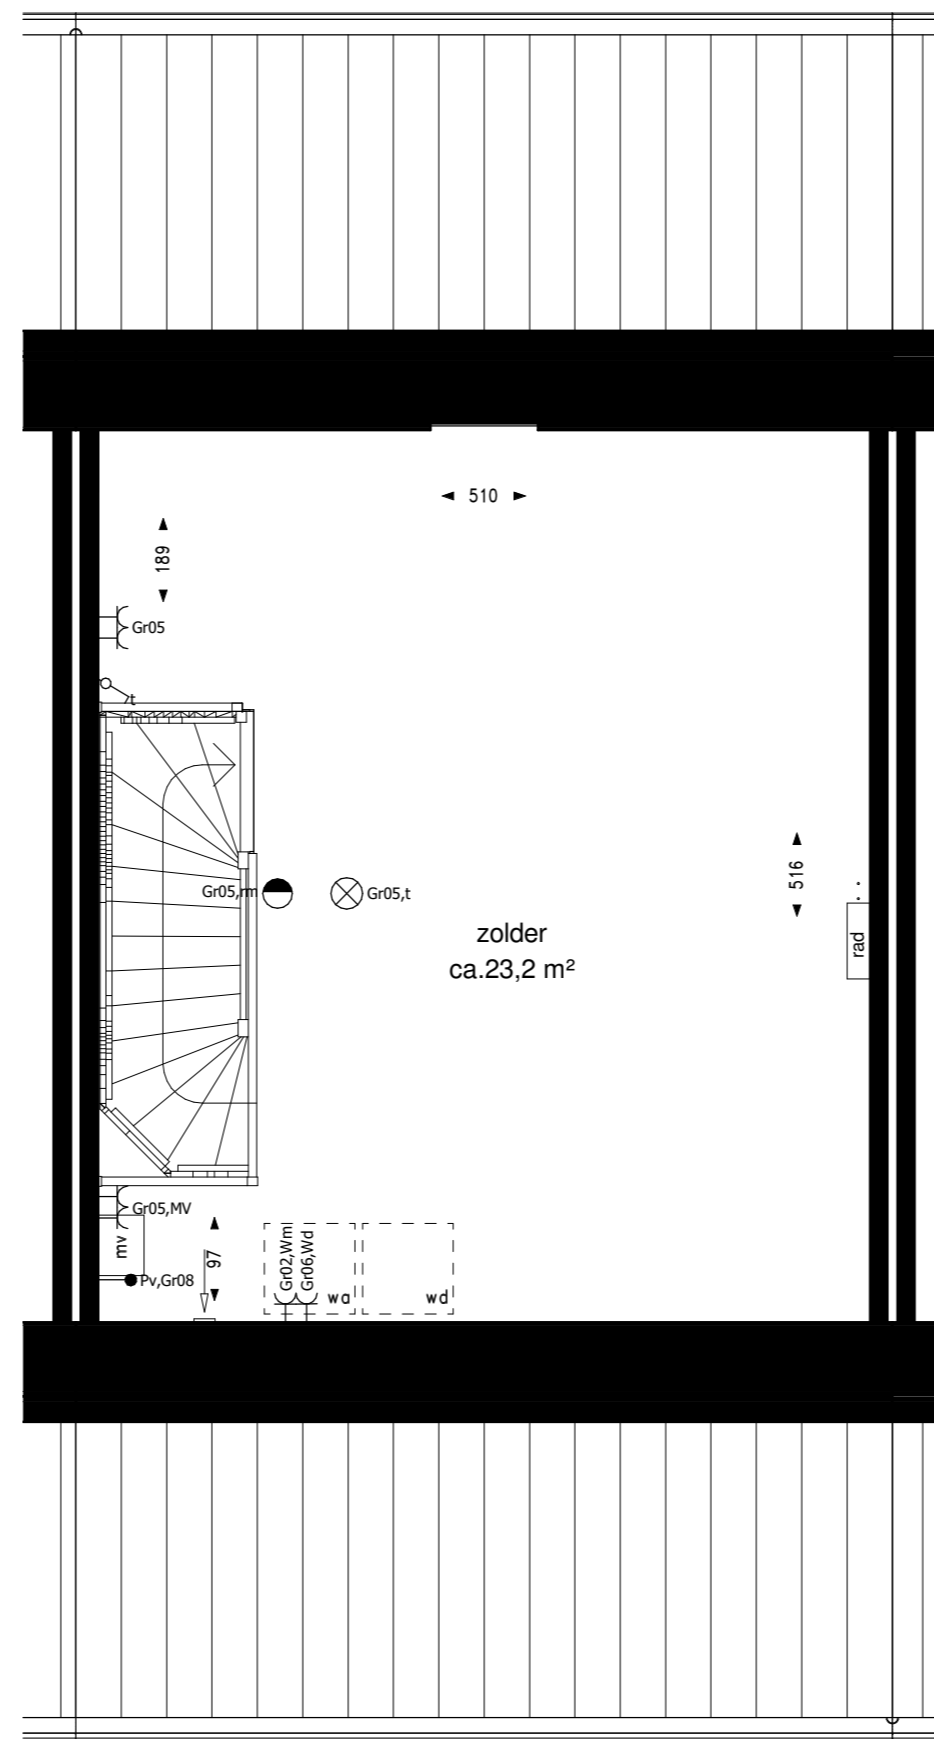 510
189
Gr05
t
Gr05,rm
Gr05,t
516
zolder
ca.23,2 m²
rad
Gr05,MV
mv
97
Pv,Gr08
Gr02,Wm
Gr06,Wd
wa
wd